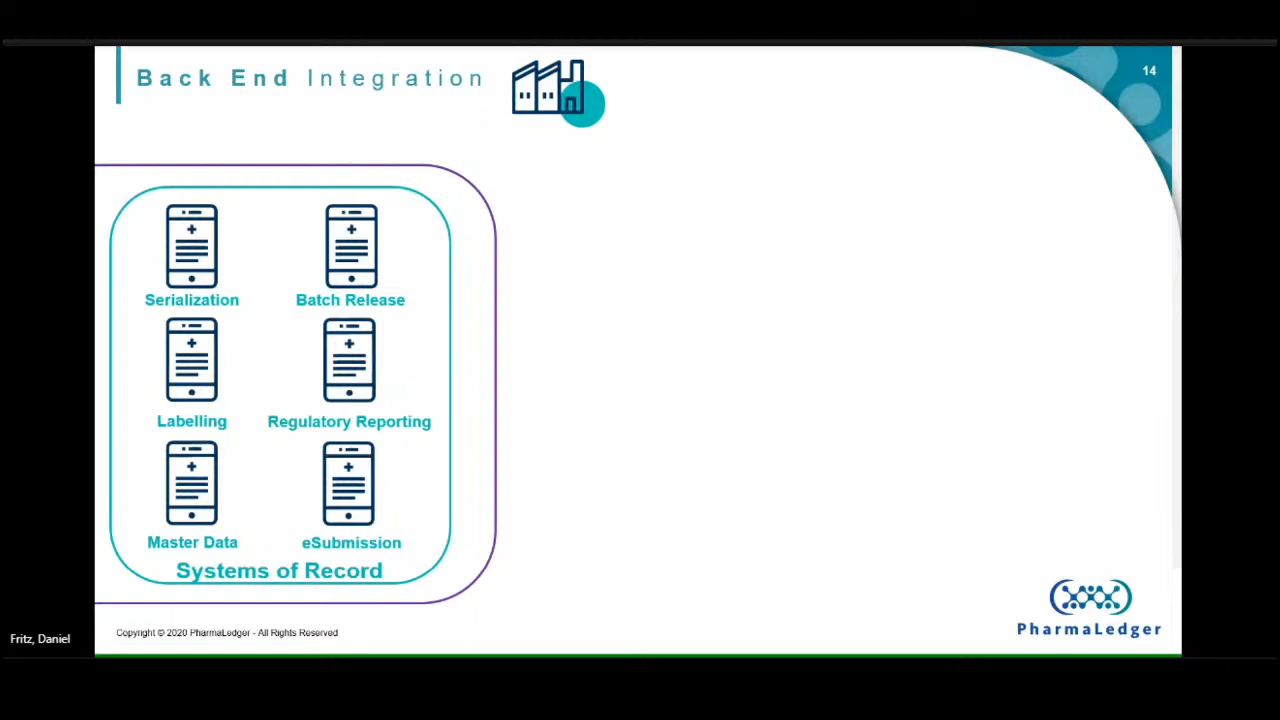 Back End Integration
14
Serialization
Batch Release
Labelling
Regulatory Reporting
Master Data
eSubmission
Systems of Record
Fritz, Daniel
Copyright © 2020 PharmaLedger - All Rights Reserved
PharmaLedger